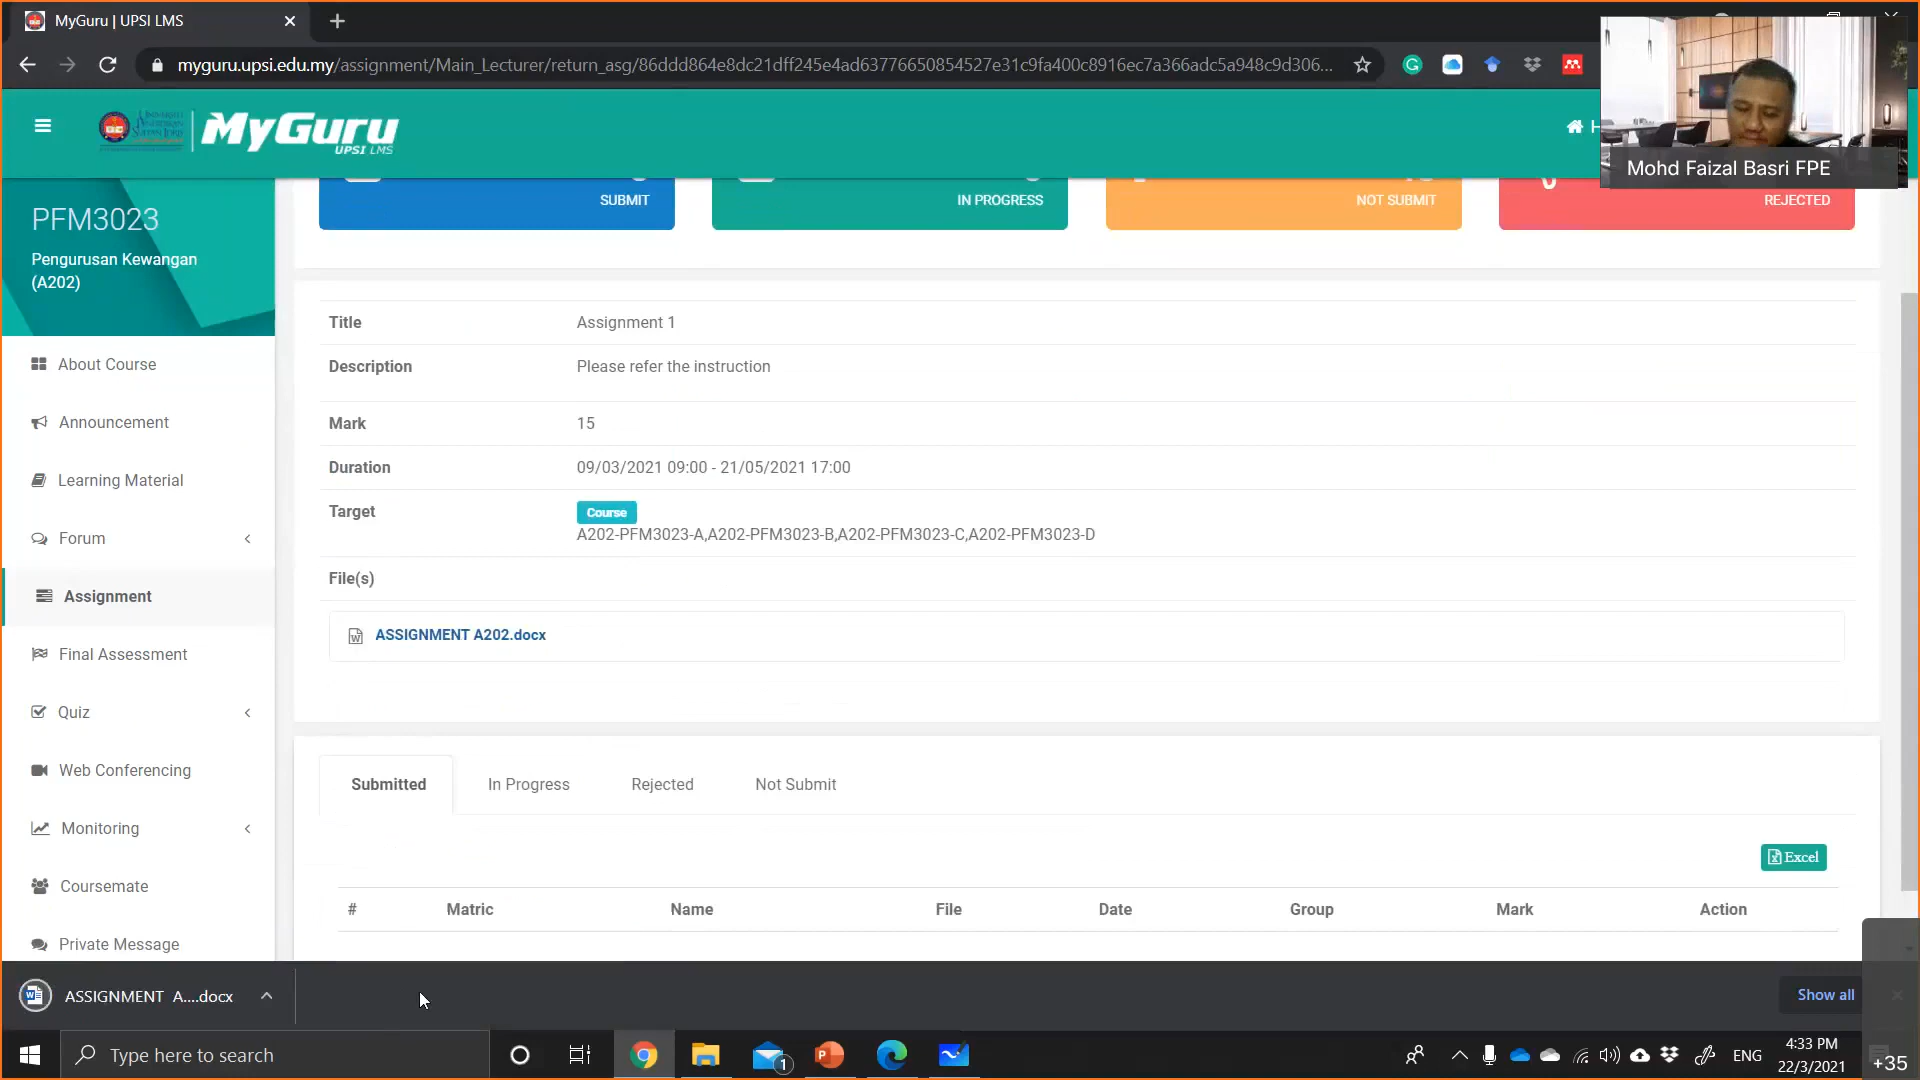 MyGuru | UPSI LMS
myguru.upsi.edu.my/assignment/Main_Lecturer/return_asg/86ddd864e8dc21dff245e4ad63776650854527e31c9fa400c8916ec7a366adc5a948c9d306...
MyGuru
UPSI LMS
H
Mohd Faizal Basri FPE
PFM3023
Pengurusan Kewangan
(A202)
SUBMIT
IN PROGRESS
NOT SUBMIT
REJECTED
About Course
Announcement
Learning Material
Forum
Assignment
Final Assessment
Quiz
Web Conferencing
Monitoring
Coursemate
Private Message
Title Assignment 1
Description Please refer the instruction
Mark 15
Duration 09/03/2021 09:00 - 21/05/2021 17:00
Target Course
A202-PFM3023-A,A202-PFM3023-B,A202-PFM3023-C,A202-PFM3023-D
File(s)
ASSIGNMENT A202.docx
Submitted In Progress Rejected Not Submit
Excel
# Matric Name File Date Group Mark Action
ASSIGNMENT A....docx
Show all
Type here to search
1
ENG
4:33 PM
22/3/2021
+35